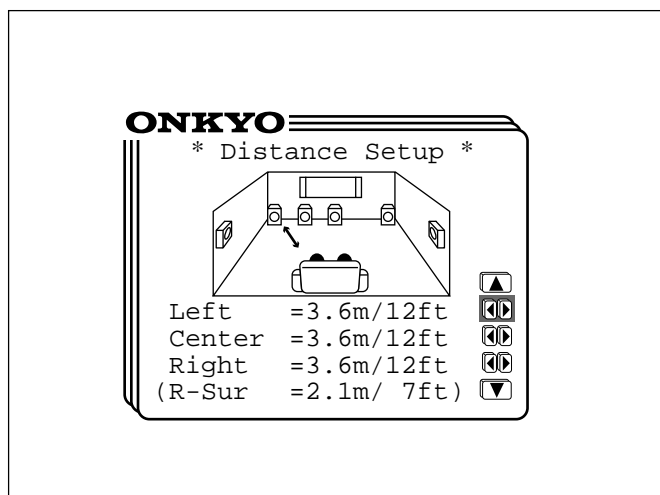 ONKYO
* Distance Setup *
Left =3.6m/12ft
Center =3.6m/12ft
Right =3.6m/12ft
(R-Sur =2.1m/ 7ft)